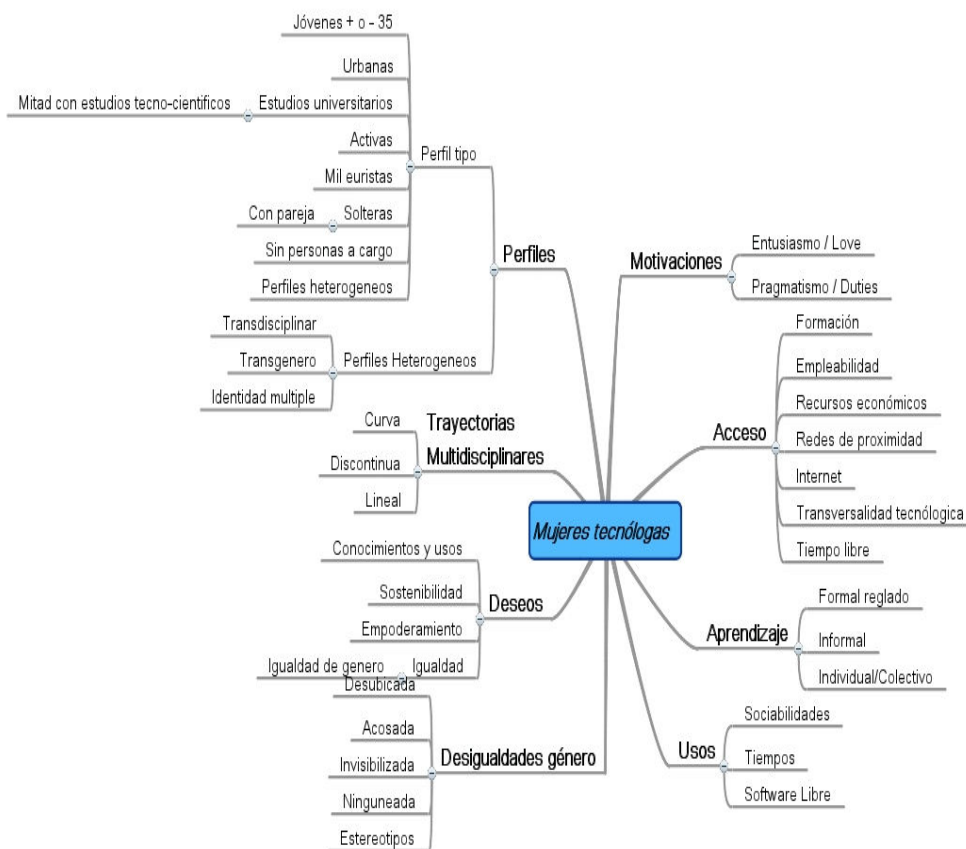 Jóvenes + o - 35
Urbanas
Mitad con estudios tecno-cientificos
Estudios universitarios
Activas
Perfil tipo
Mil euristas
Con pareja
Solteras
Sin personas a cargo
Perfiles heterogeneos
Perfiles
Transdisciplinar
Transgenero
Perfiles Heterogeneos
Identidad multiple
Curva
Trayectorias
Multidisciplinares
Discontinua
Lineal
Conocimientos y usos
Sostenibilidad
Deseos
Empoderamiento
Igualdad de genero
Igualdad
Desubicada
Acosada
Invisibilizada
Desigualdades género
Ninguneada
Estereotipos
Mujeres tecnólogas
Motivaciones
Entusiasmo / Love
Pragmatismo / Duties
Formación
Empleabilidad
Recursos económicos
Acceso
Redes de proximidad
Internet
Transversalidad tecnólogica
Tiempo libre
Formal reglado
Aprendizaje
Informal
Individual/Colectivo
Sociabilidades
Usos
Tiempos
Software Libre